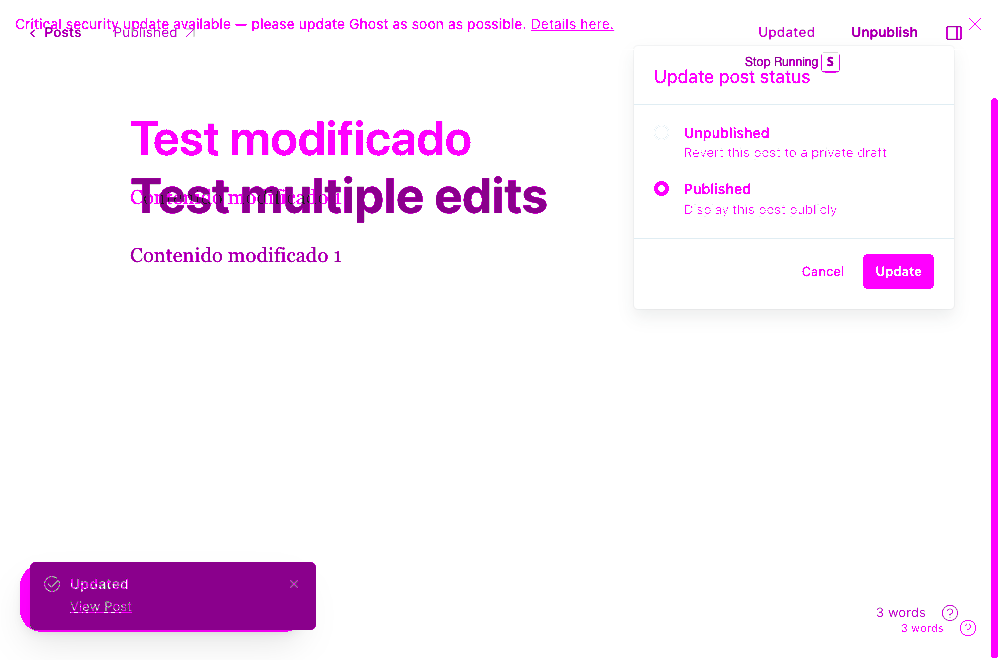 Critical security update available — please update Ghost as soon as possible. Details here.
Posts
Published
Updated
Unpublish
Stop Running S
Update post status
Test modificado
Unpublished
Revert this post to a private draft
Test multiple edits
Contenido modificado 1
Published
Display this post publicly
Contenido modificado 1
Cancel
Update
Updated
View Post
3 words
3 words